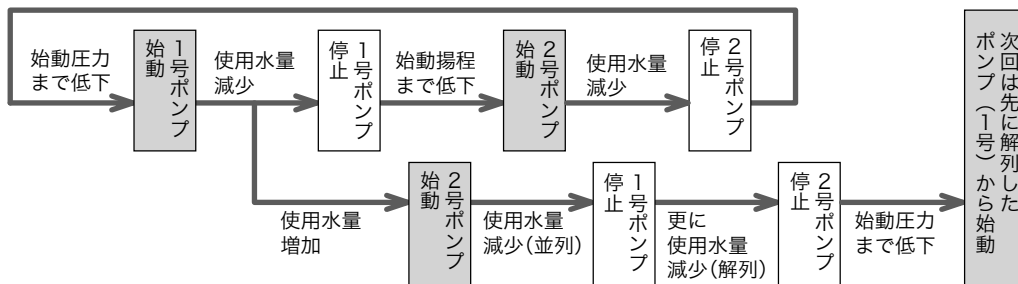 始動圧力
まで低下
1号ポンプ
始動
使用水量
減少
1号ポンプ
停止
始動揚程
まで低下
2号ポンプ
始動
使用水量
減少
2号ポンプ
停止
使用水量
増加
2号ポンプ
始動
使用水量
減少(並列)
1号ポンプ
停止
更に
使用水量
減少(解列)
2号ポンプ
停止
始動圧力
まで低下
次回は先に解列した
ポンプ（1号）から始動